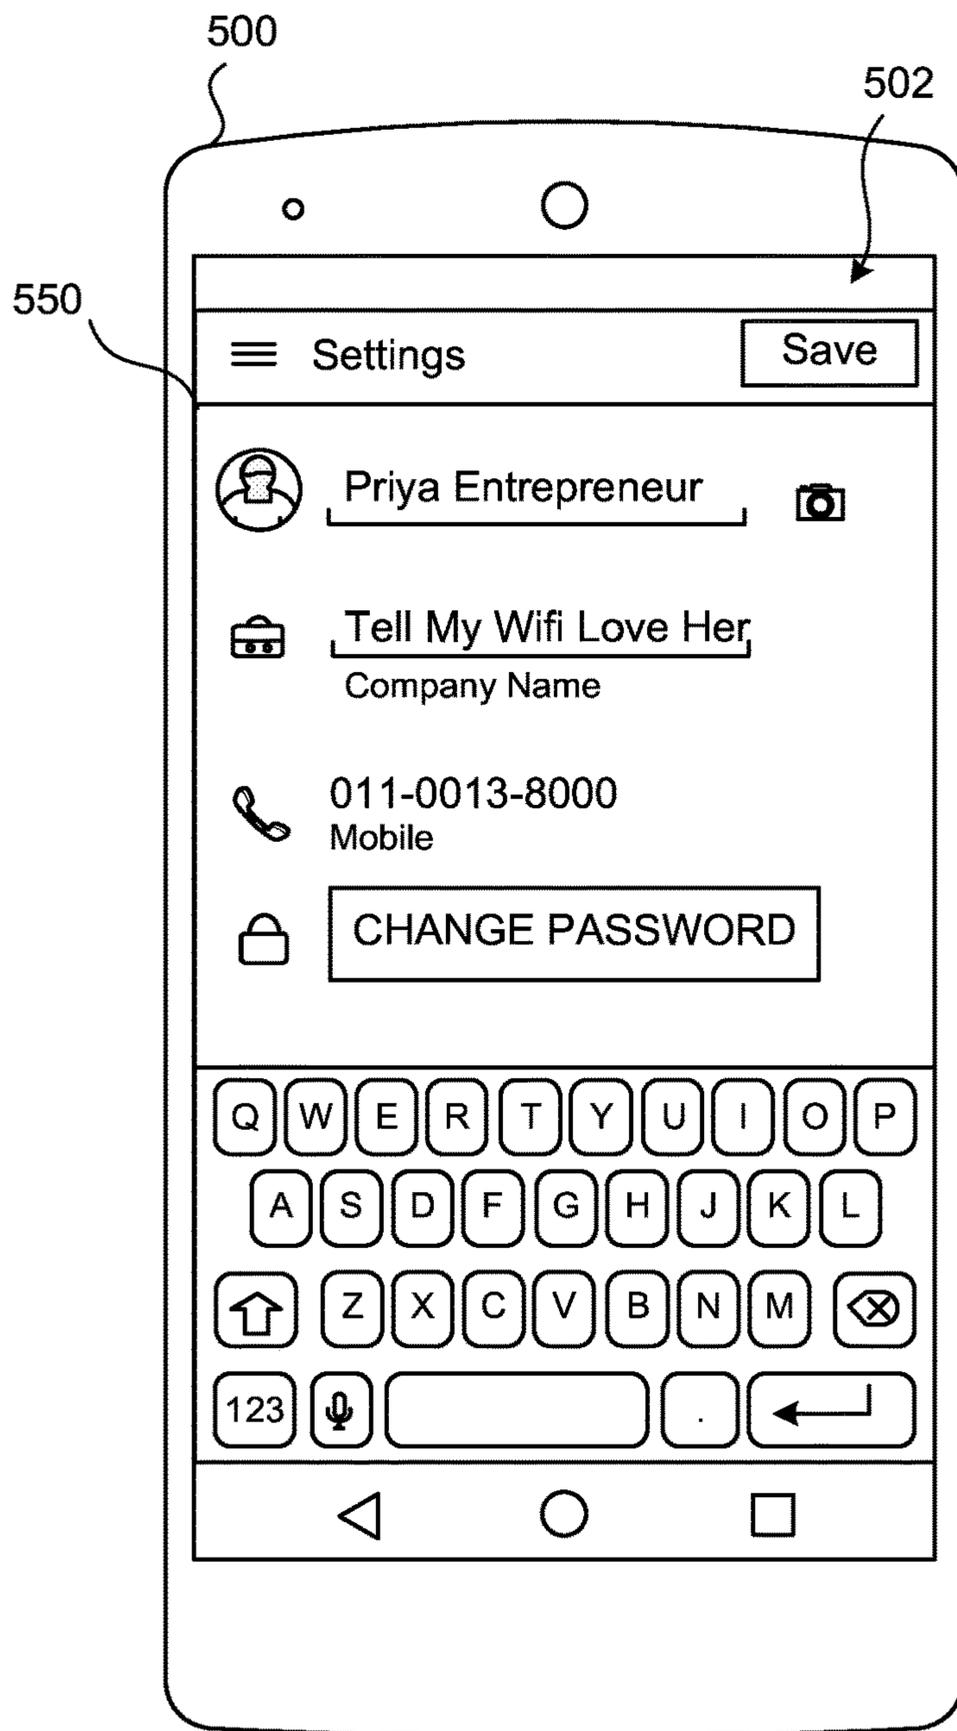 500
502
550
Settings Save
Priya Entrepreneur
Tell My Wifi Love Her
Company Name
011-0013-8000
Mobile
CHANGE PASSWORD
Q W E R T Y U I O P
A S D F G H J K L
Z X C V B N M
123 .